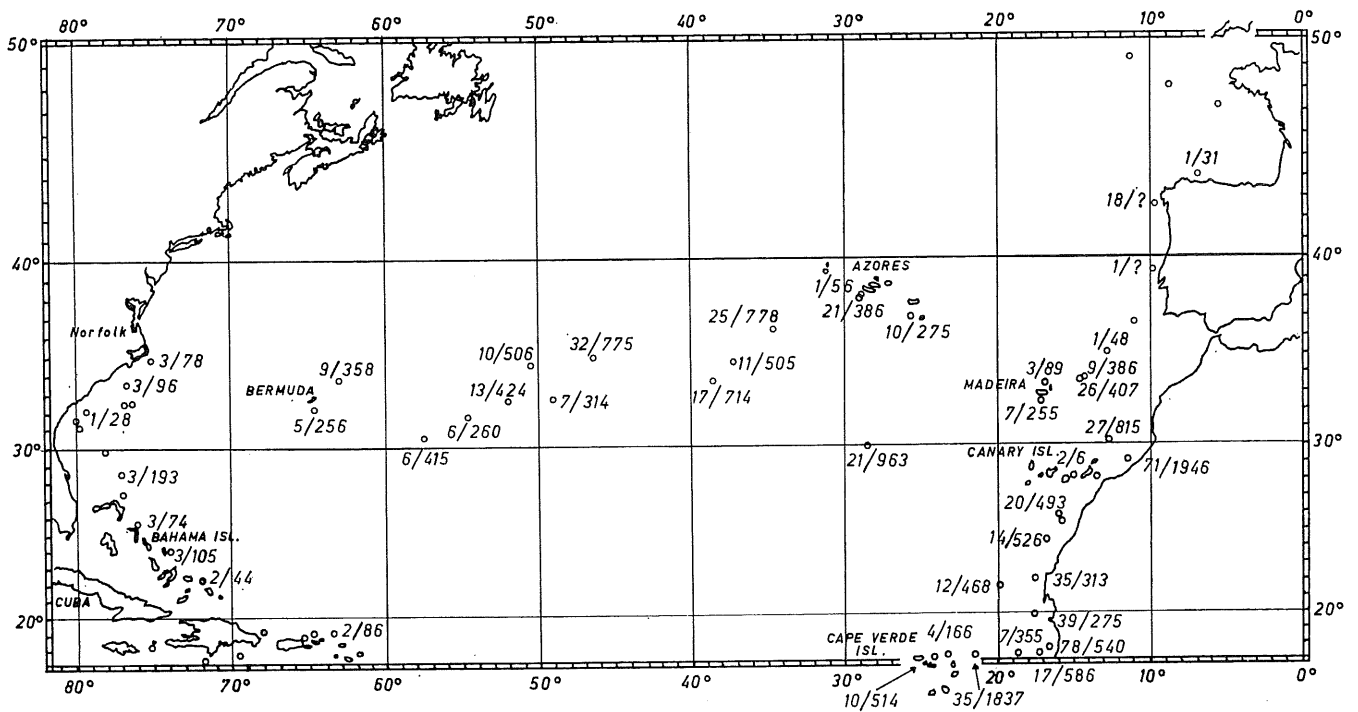 80° 70° 60° 50° 40° 30° 20° 10° 0°
50° 50°
1/31
18/?
40° 40°
AZORES 1/?
1/56
21/386
25/778 10/275
Norfolk 32/775 1/48
3/78 10/506 11/505 3/89 9/386
9/358 26/407
3/96 BERMUDA 13/424 7/314 17/714 MADEIRA
1/28 5/256 6/260 7/255
27/815
30° 6/415 21/963 30°
CANARY ISL. 2/6 71/1946
3/193
20/493
3/74
BAHAMA ISL. 14/526
3/105
2/44 12/468 35/313
CUBA
20° 39/275 20°
2/86 CAPE VERDE ISL. 4/166 7/355 78/540
17/586
80° 70° 60° 50° 40° 30° 20° 10° 0°
10/514 35/1837